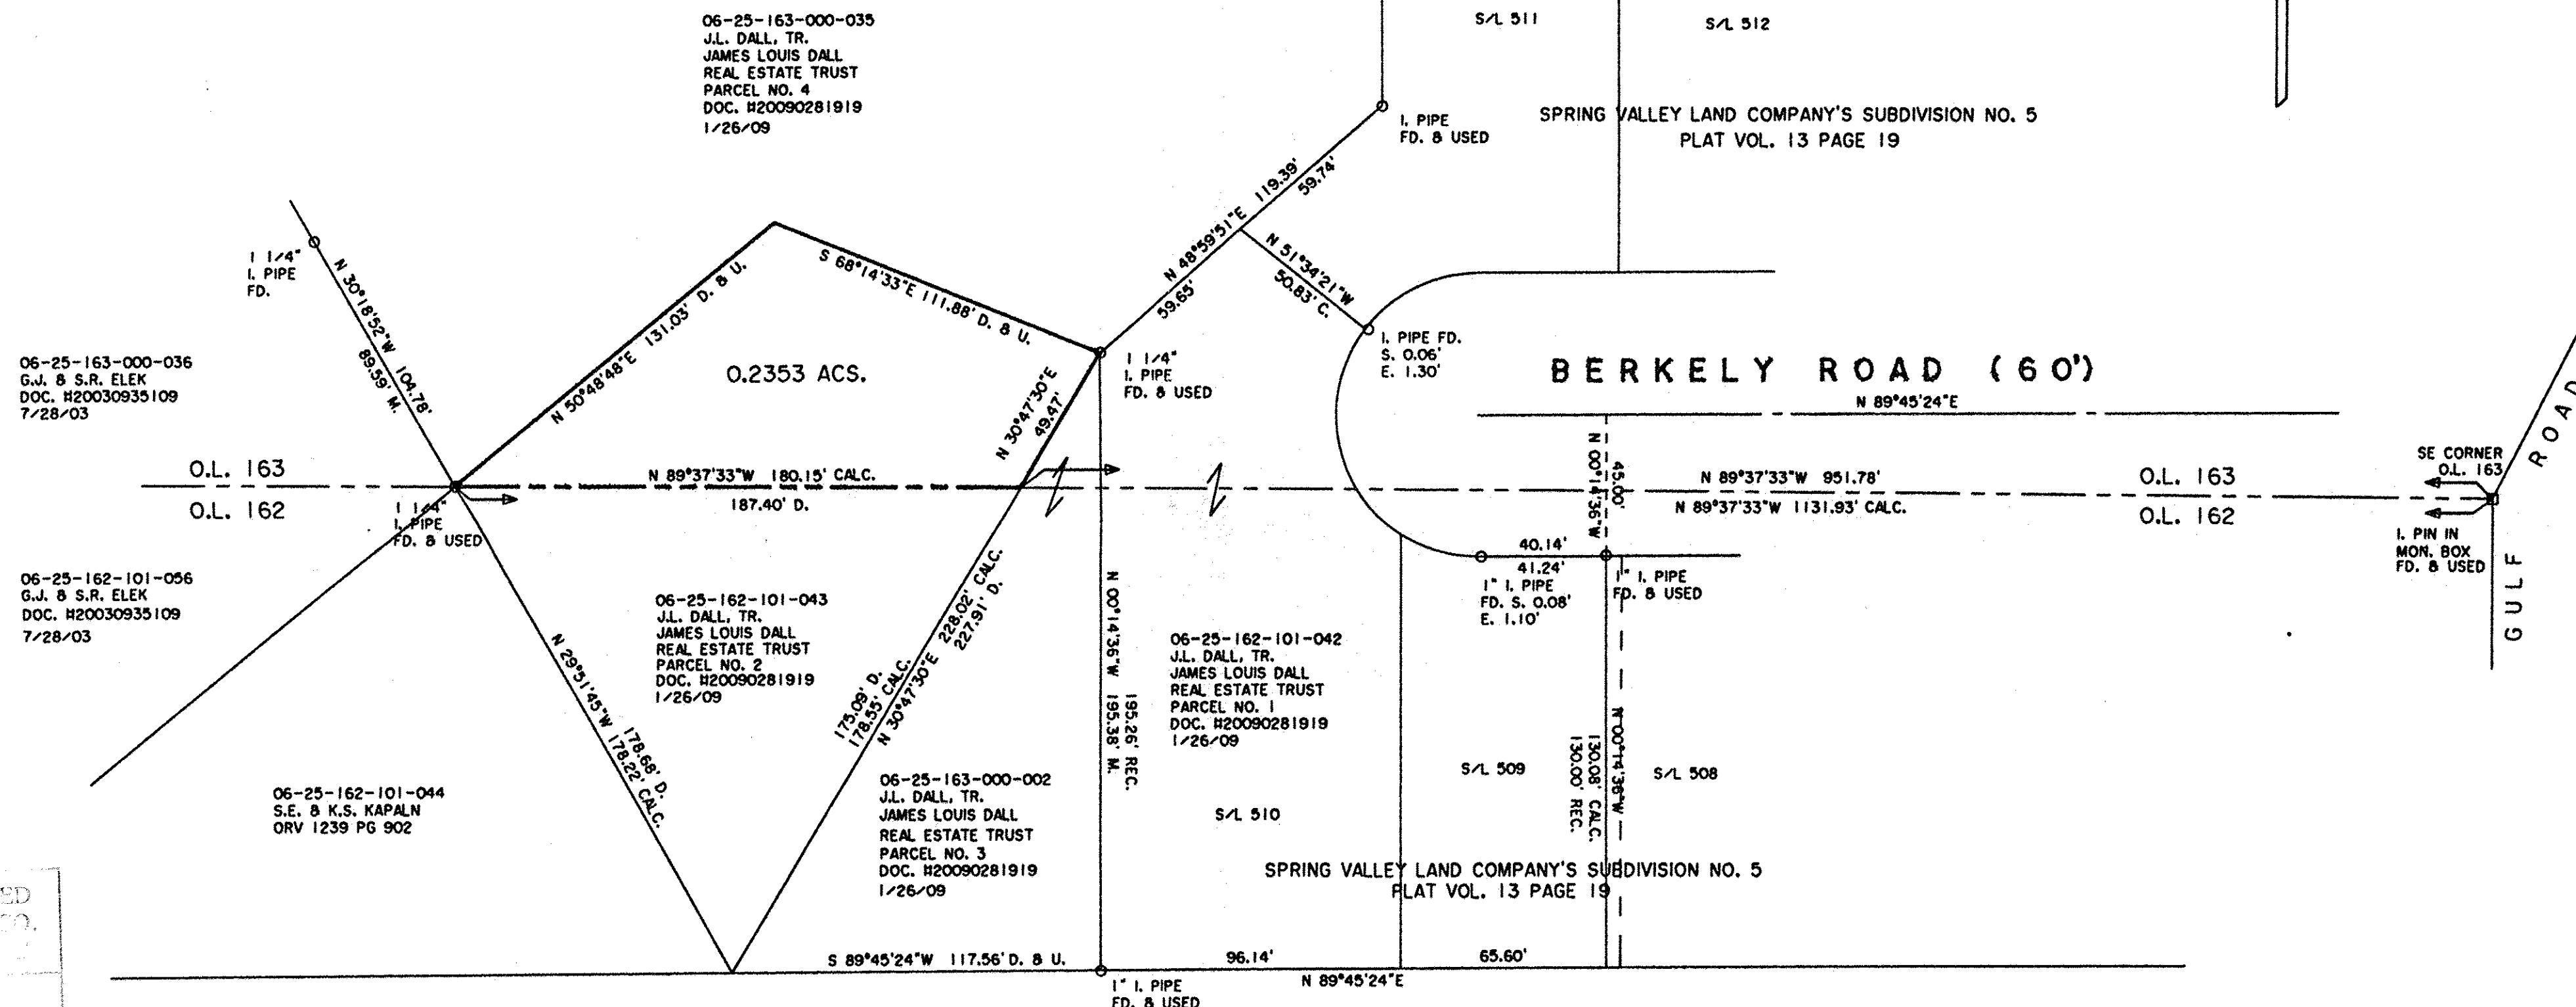 06-25-163-000-035
J.L. DALL, TR.
JAMES LOUIS DALL
REAL ESTATE TRUST
PARCEL NO. 4
DOC. #20090281919
1/26/09
S/L 511
S/L 512
I. PIPE
FD. & USED
SPRING VALLEY LAND COMPANY'S SUBDIVISION NO. 5
PLAT VOL. 13 PAGE 19
N 48°59'51"E 119.39'
59.74'
59.65'
N 51°34'21"W
50.83' C.
1 1/4"
I. PIPE
FD.
N 30°18'52"W 104.78'
89.59' M.
N 50°48'48"E 131.03' D. & U.
S 68°14'33"E 111.88' D. & U.
0.2353 ACS.
1 1/4"
I. PIPE
FD. & USED
N 30°47'30"E
49.47'
I. PIPE FD.
S. 0.06'
E. 1.30'
BERKELY ROAD (60')
N 89°45'24"E
06-25-163-000-036
G.J. & S.R. ELEK
DOC. #20030935109
7/28/03
O.L. 163
O.L. 162
N 89°37'33"W 180.15' CALC.
187.40' D.
1 1/4"
I. PIPE
FD. & USED
N 00°14'36"W
45.00'
N 89°37'33"W 951.78'
N 89°37'33"W 1131.93' CALC.
O.L. 163
O.L. 162
SE CORNER
O.L. 163
I. PIN IN
MON. BOX
FD. & USED
GULF
ROAD
40.14'
41.24'
1" I. PIPE
FD. S. 0.08'
E. 1.10'
1" I. PIPE
FD. & USED
06-25-162-101-056
G.J. & S.R. ELEK
DOC. #20030935109
7/28/03
06-25-162-101-043
J.L. DALL, TR.
JAMES LOUIS DALL
REAL ESTATE TRUST
PARCEL NO. 2
DOC. #20090281919
1/26/09
N 29°51'45"W 178.22' CALC.
178.68' D.
175.09' D.
178.55' CALC.
N 30°47'30"E 228.02' CALC.
227.91' D.
N 00°14'36"W 195.38' M.
195.26' REC.
06-25-162-101-042
J.L. DALL, TR.
JAMES LOUIS DALL
REAL ESTATE TRUST
PARCEL NO. 1
DOC. #20090281919
1/26/09
S/L 509
S/L 508
N 00°14'36"W
130.08' CALC.
130.00' REC.
06-25-162-101-044
S.E. & K.S. KAPALN
ORV 1239 PG 902
06-25-163-000-002
J.L. DALL, TR.
JAMES LOUIS DALL
REAL ESTATE TRUST
PARCEL NO. 3
DOC. #20090281919
1/26/09
S/L 510
SPRING VALLEY LAND COMPANY'S SUBDIVISION NO. 5
PLAT VOL. 13 PAGE 19
S 89°45'24"W 117.56' D. & U.
96.14'
65.60'
N 89°45'24"E
1" I. PIPE
FD. & USED